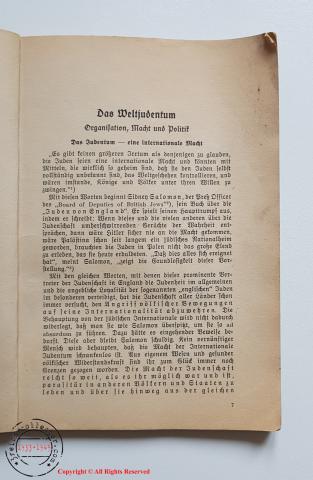 Das Weltjudentum
Organisation, Macht und Politik
Das Judentum — eine internationale Macht
„Es gibt keinen größeren Irrtum als denjenigen zu glauben,
die Juden seien eine internationale Macht und könnten mit
Mitteln, die wirklich so geheim sind, daß sie den Juden selbst
vollständig unbekannt sind, das Weltgeschehen kontrollieren, und
wären imstande, Könige und Völker unter ihren Willen zu
zwingen."¹)
Mit diesen Worten beginnt Sidney Salomon, der Preß Officer
des „Board of Deputies of British Jews"²), sein Buch über die
„Juden von England". Er spielt seinen Haupttrumpf aus,
indem er schreibt: Wenn dieses und die vielen anderen über die
Judenschaft umherschwirrenden Gerüchte der Wahrheit ent-
sprächen, dann wäre Hitler sicher nie an die Macht gekommen,
wäre Palästina schon seit langem ein jüdisches Nationalheim
geworden, brauchten die Juden in Polen nicht das große Elend
zu erleben, das sie heute erdulden. „Daß dies alles sich ereignet
hat", meint Salomon, „zeigt die Grundlosigkeit dieser Vor-
stellung."³)
Mit den gleichen Worten, mit denen dieser prominente Ver-
treter der Judenschaft in England die Judenheit im allgemeinen
und die angebliche Loyalität der sogenannten „englischen" Juden
im besonderen verteidigt, hat die Judenschaft aller Länder schon
immer versucht, den Angriff völkischer Bewegungen
auf seine Internationalität abzuwehren. Die
Behauptung von der jüdischen Internationale wird nicht dadurch
widerlegt, daß man sie wie Salomon überspitzt, um sie so ad
absurdum zu führen. Dazu hätte es eingehender Beweise be-
durft. Diese aber bleibt Salomon schuldig. Kein vernünftiger
Mensch wird behaupten, daß die Macht der Internationale
Judentum schrankenlos ist. Aus eigenem Wesen und gesunder
völkischer Widerstandskraft sind ihr zum Glück immer noch
Grenzen gezogen worden. Die Macht der Judenschaft
reicht so weit, als es ihr möglich war und ist,
parasitär in anderen Völkern und Staaten zu
leben und über sie hinweg aus der gleichen
7
1933-1945
Copyright © All Rights Reserved